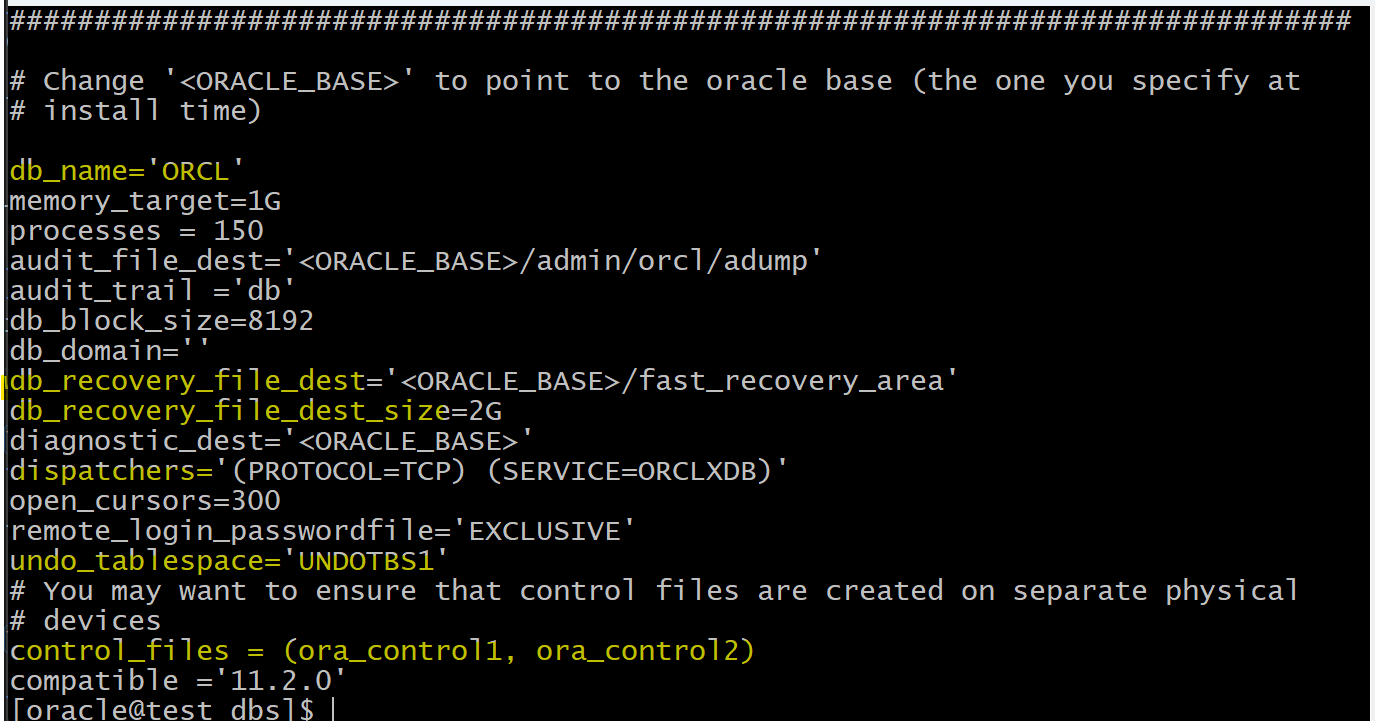 ###############################################################################
# Change '<ORACLE_BASE>' to point to the oracle base (the one you specify at
# install time)
db_name='ORCL'
memory_target=1G
processes = 150
audit_file_dest='<ORACLE_BASE>/admin/orcl/adump'
audit_trail ='db'
db_block_size=8192
db_domain=''
db_recovery_file_dest='<ORACLE_BASE>/fast_recovery_area'
db_recovery_file_dest_size=2G
diagnostic_dest='<ORACLE_BASE>'
dispatchers='(PROTOCOL=TCP) (SERVICE=ORCLXDB)'
open_cursors=300
remote_login_passwordfile='EXCLUSIVE'
undo_tablespace='UNDOTBS1'
# You may want to ensure that control files are created on separate physical
# devices
control_files = (ora_control1, ora_control2)
compatible ='11.2.0'
[oracle@test dbs]$